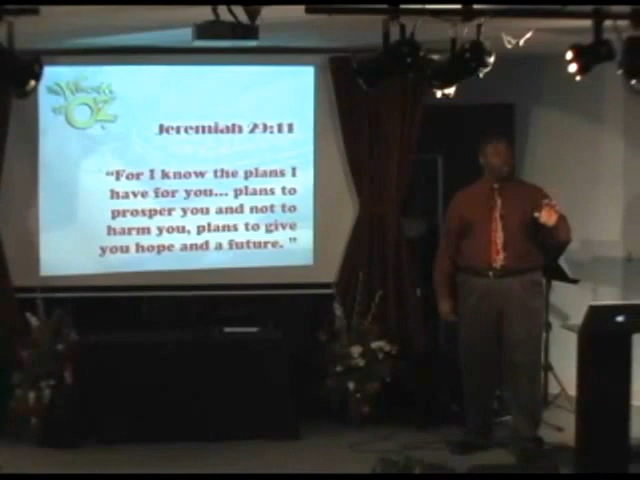 The Wizard
of
OZ
Jeremiah 29:11
“For I know the plans I
have for you... plans to
prosper you and not to
harm you, plans to give
you hope and a future. ”